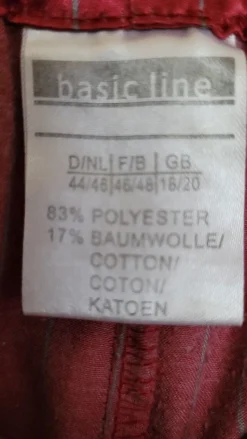 basic line
D/NL F/B GB
44/46 46/48 18/20
83% POLYESTER
17% BAUMWOLLE/
COTTON/
COTON/
KATOEN